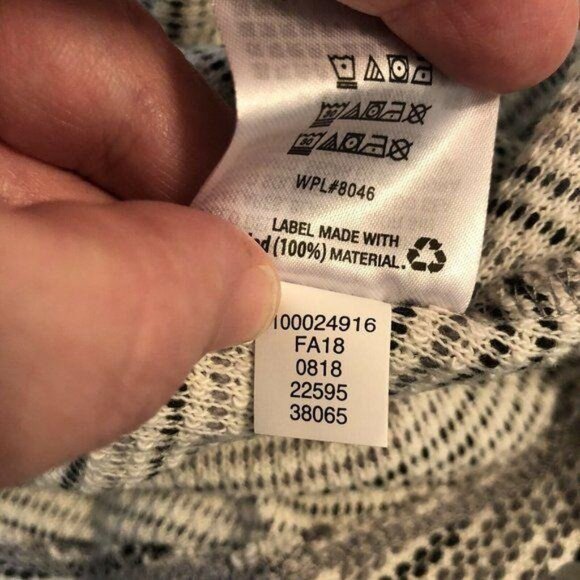 WPL#8046
LABEL MADE WITH
(100%) MATERIAL.
100024916
FA18
0818
22595
38065